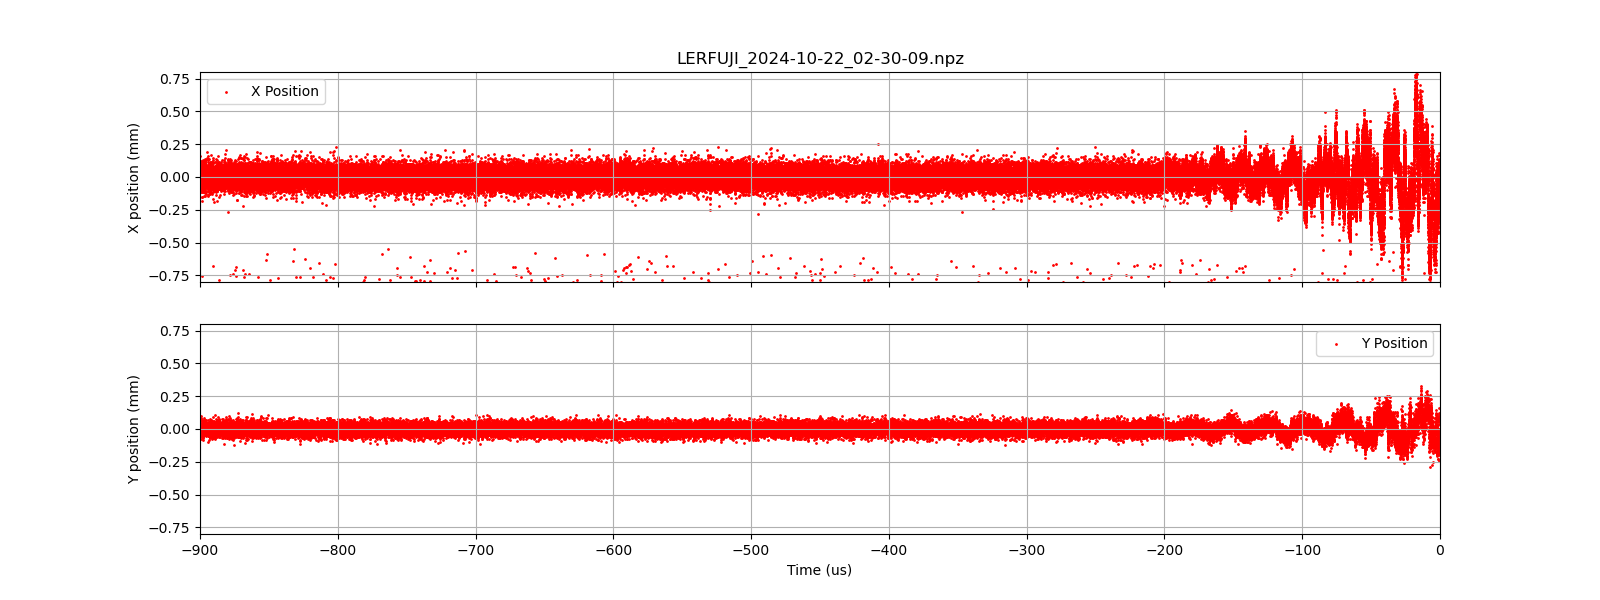 LERFUJI_2024-10-22_02-30-09.npz
X position (mm)
0.75
0.50
0.25
0.00
−0.25
−0.50
−0.75
X Position
Y position (mm)
0.75
0.50
0.25
0.00
−0.25
−0.50
−0.75
Y Position
−900 −800 −700 −600 −500 −400 −300 −200 −100 0
Time (us)